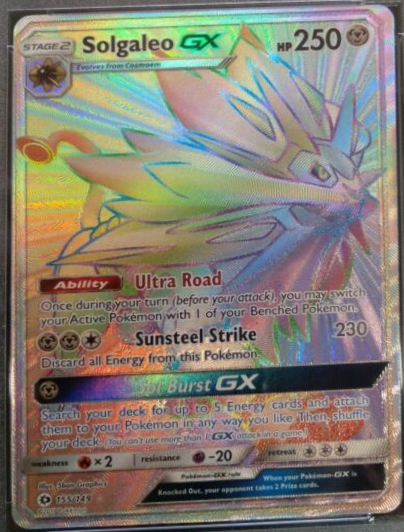 STAGE 2 Solgaleo GX HP 250
Evolves from Cosmoem
Ability Ultra Road
Once during your turn (before your attack), you may switch
your Active Pokémon with 1 of your Benched Pokémon.
Sunsteel Strike 230
Discard all Energy from this Pokémon.
Sol Burst GX
Search your deck for up to 5 Energy cards and attach
them to your Pokémon in any way you like. Then, shuffle
your deck. (You can't use more than 1 GX attack in a game.)
weakness ×2 resistance -20 retreat
Illus. 5ban Graphics
155/149
Pokémon-GX rule
When your Pokémon-GX is
Knocked Out, your opponent takes 2 Prize cards.